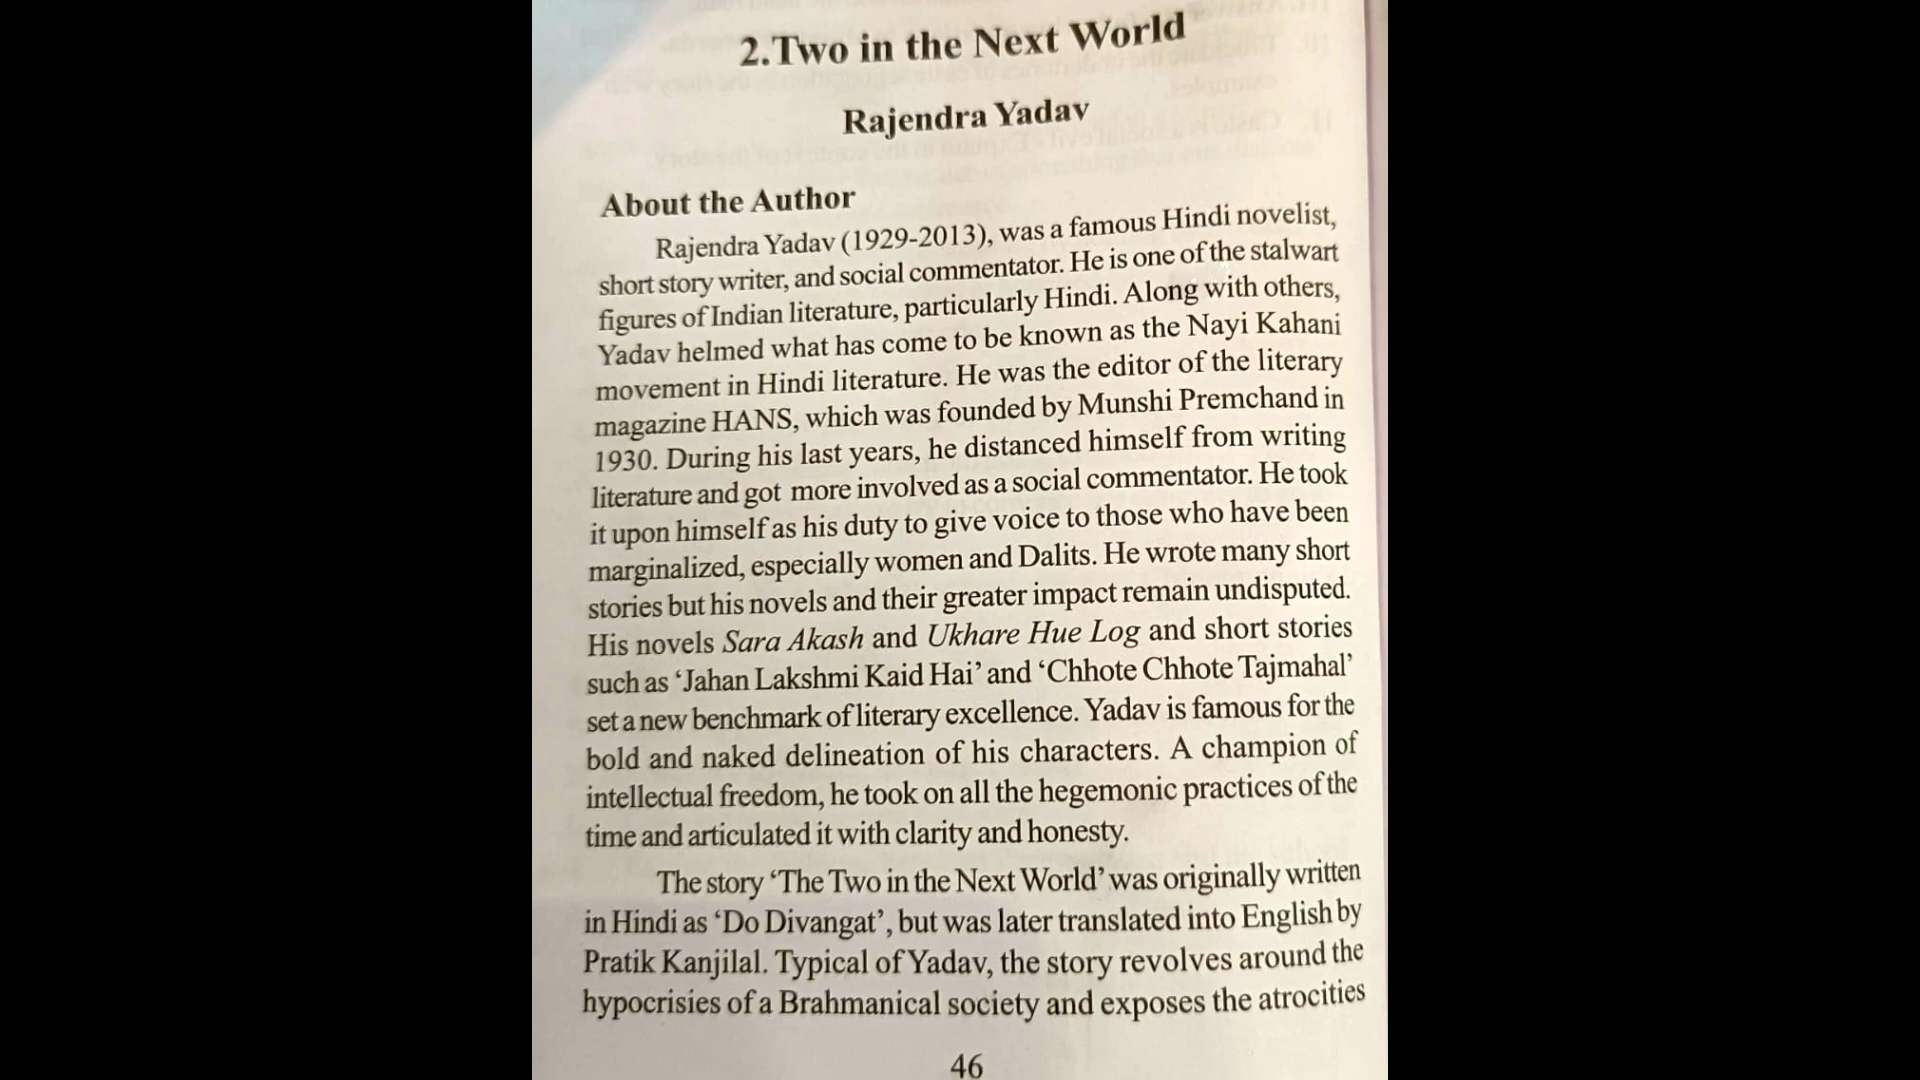 2.Two in the Next World
Rajendra Yadav
About the Author
Rajendra Yadav (1929-2013), was a famous Hindi novelist,
short story writer, and social commentator. He is one of the stalwart
figures of Indian literature, particularly Hindi. Along with others,
Yadav helmed what has come to be known as the Nayi Kahani
movement in Hindi literature. He was the editor of the literary
magazine HANS, which was founded by Munshi Premchand in
1930. During his last years, he distanced himself from writing
literature and got more involved as a social commentator. He took
it upon himself as his duty to give voice to those who have been
marginalized, especially women and Dalits. He wrote many short
stories but his novels and their greater impact remain undisputed.
His novels Sara Akash and Ukhare Hue Log and short stories
such as ‘Jahan Lakshmi Kaid Hai’ and ‘Chhote Chhote Tajmahal’
set a new benchmark of literary excellence. Yadav is famous for the
bold and naked delineation of his characters. A champion of
intellectual freedom, he took on all the hegemonic practices of the
time and articulated it with clarity and honesty.
The story ‘The Two in the Next World’ was originally written
in Hindi as ‘Do Divangat’, but was later translated into English by
Pratik Kanjilal. Typical of Yadav, the story revolves around the
hypocrisies of a Brahmanical society and exposes the atrocities
46